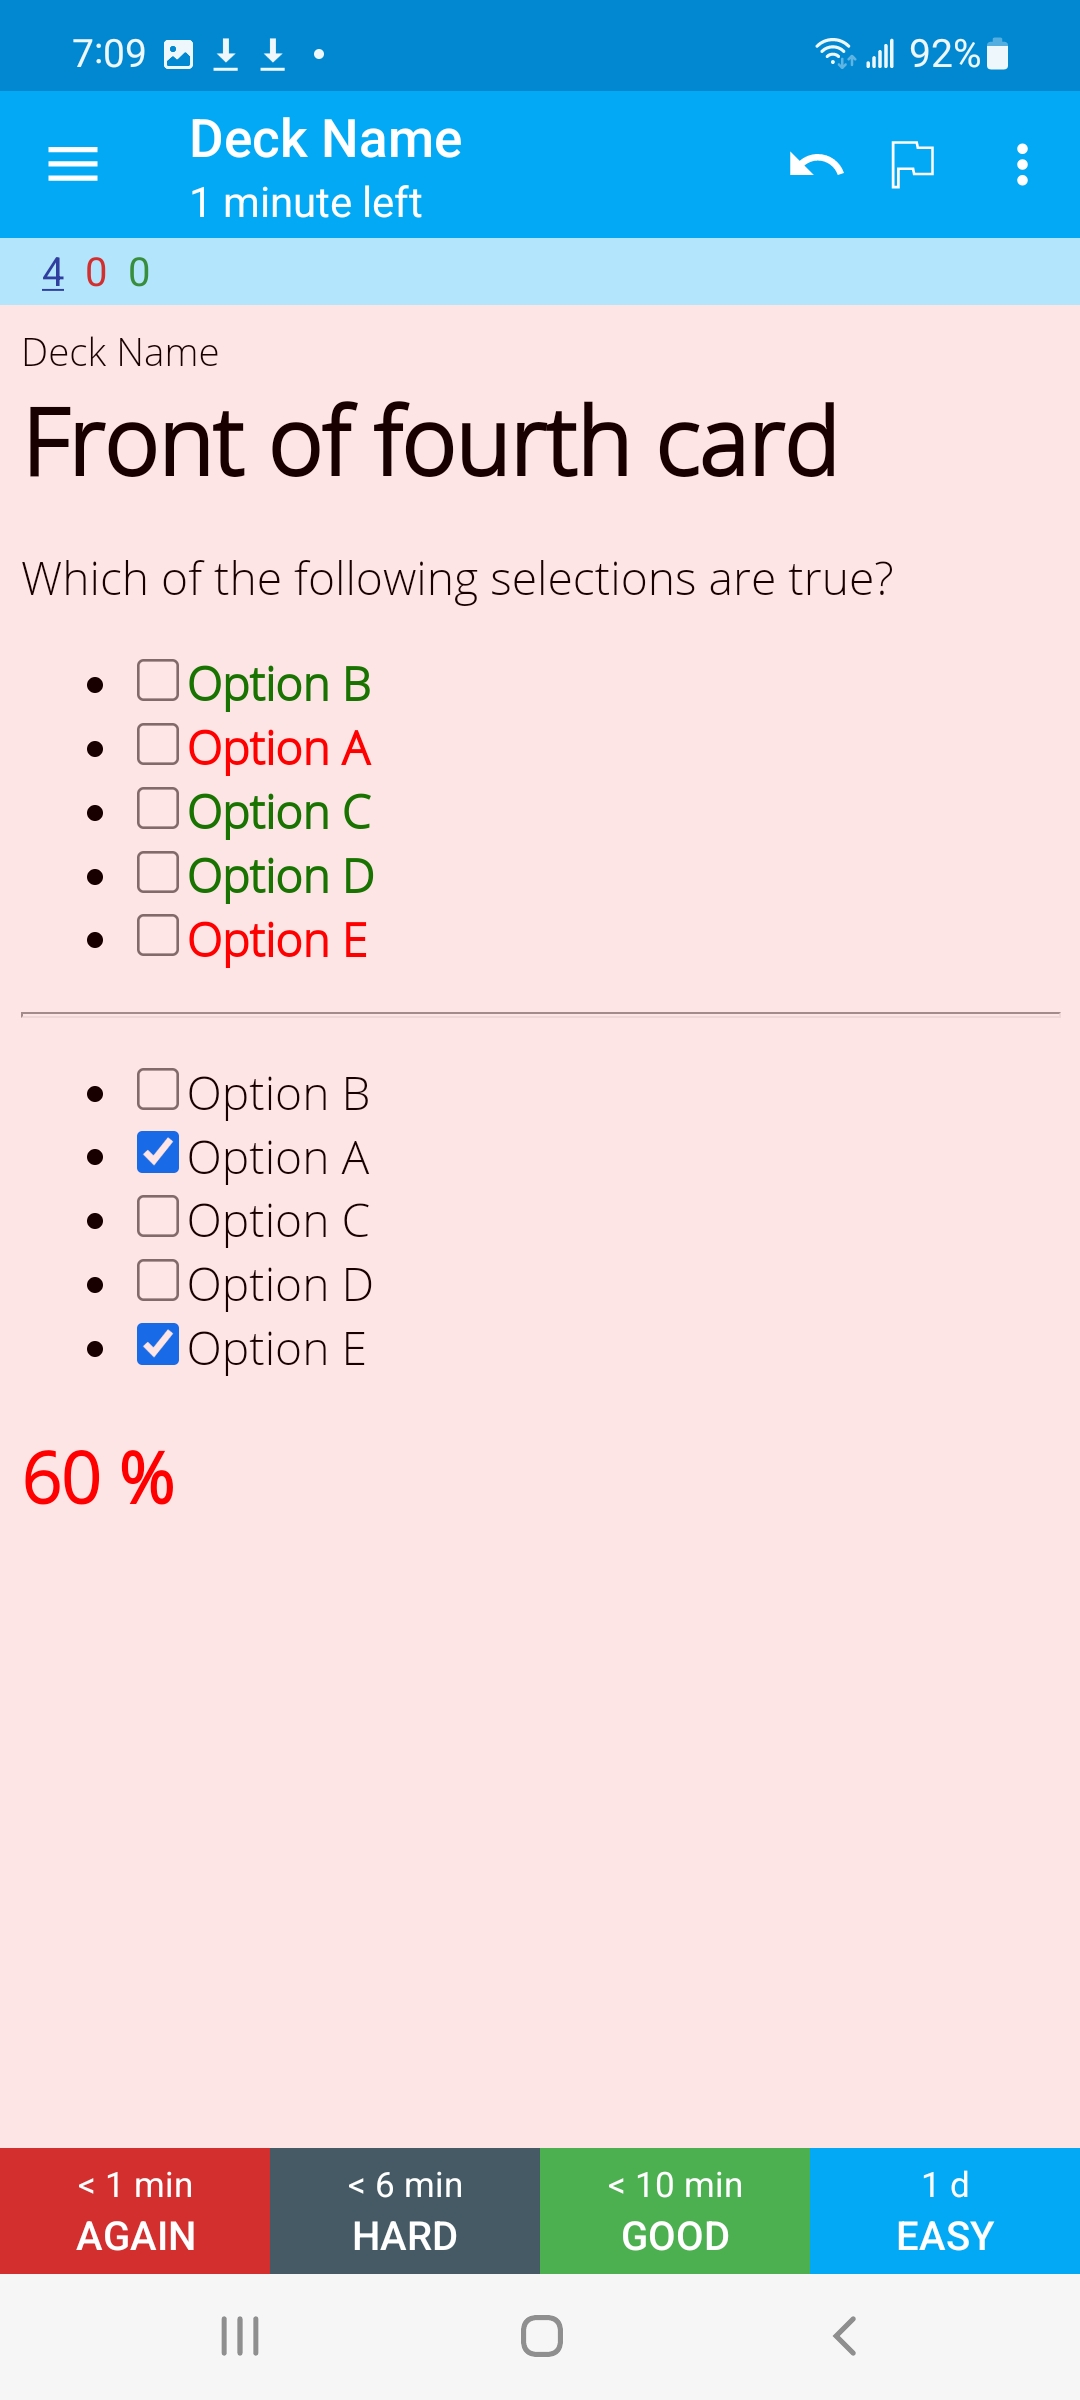 7:09
92%
Deck Name
1 minute left
4 0 0
Deck Name
Front of fourth card
Which of the following selections are true?
Option B
Option A
Option C
Option D
Option E
Option B
Option A
Option C
Option D
Option E
60 %
< 1 min
AGAIN
< 6 min
HARD
< 10 min
GOOD
1 d
EASY